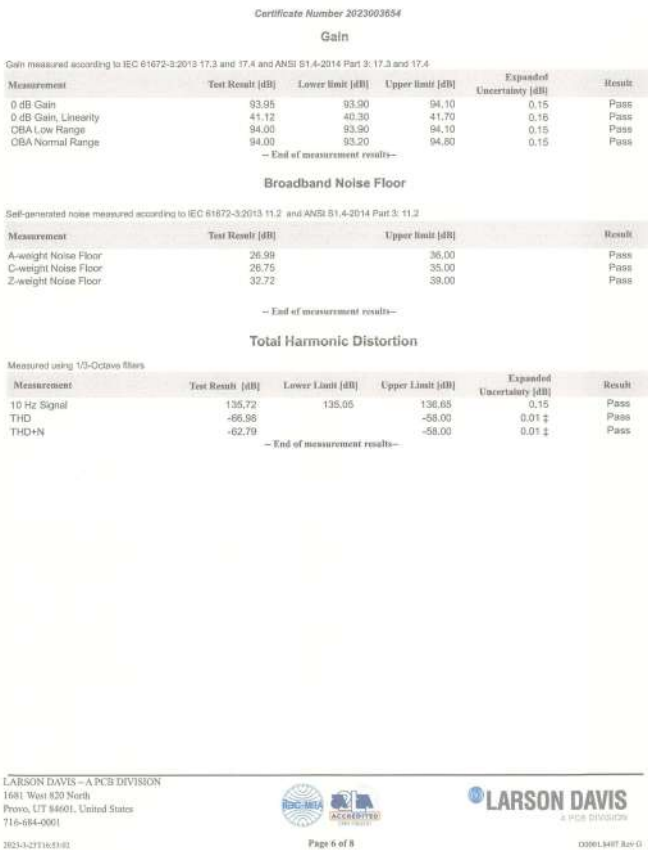 Certificate Number 2023003654
Gain
Gain measured according to IEC 61672-3:2013 17.3 and 17.4 and ANSI S1.4-2014 Part 3: 17.3 and 17.4
Measurement Test Result [dB] Lower limit [dB] Upper limit [dB] Expanded Uncertainty [dB] Result
0 dB Gain 93.95 93.90 94.10 0.15 Pass
0 dB Gain, Linearity 41.12 40.30 41.70 0.16 Pass
OBA Low Range 94.00 93.90 94.10 0.15 Pass
OBA Normal Range 94.00 93.20 94.80 0.15 Pass
-- End of measurement results--
Broadband Noise Floor
Self-generated noise measured according to IEC 61672-3:2013 11.2 and ANSI S1.4-2014 Part 3: 11.2
Measurement Test Result [dB] Upper limit [dB] Result
A-weight Noise Floor 26.99 36.00 Pass
C-weight Noise Floor 26.75 35.00 Pass
Z-weight Noise Floor 32.72 39.00 Pass
-- End of measurement results--
Total Harmonic Distortion
Measured using 1/3-Octave filters
Measurement Test Result [dB] Lower Limit [dB] Upper Limit [dB] Expanded Uncertainty [dB] Result
10 Hz Signal 135.72 135.05 136.65 0.15 Pass
THD -66.98 -58.00 0.01 ‡ Pass
THD+N -62.79 -58.00 0.01 ‡ Pass
-- End of measurement results--
LARSON DAVIS – A PCB DIVISION
1681 West 820 North
Provo, UT 84601, United States
716-684-0001
ACCREDITED
LARSON DAVIS
A PCB DIVISION
2023-3-23T16:53:02
Page 6 of 8
D0001.8407 Rev G